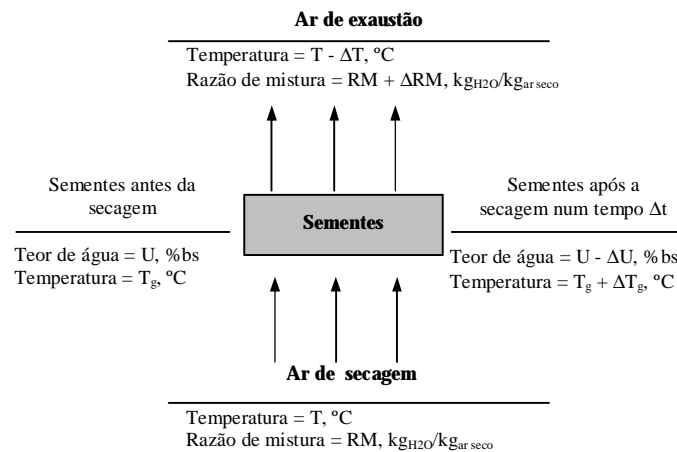 Ar de exaustão
Temperatura = T - ΔT, ºC
Razão de mistura = RM + ΔRM, kgH2O/kgar seco
Sementes antes da
secagem
Teor de água = U, %bs
Temperatura = Tg, ºC
Sementes
Sementes após a
secagem num tempo Δt
Teor de água = U - ΔU, %bs
Temperatura = Tg + ΔTg, ºC
Ar de secagem
Temperatura = T, ºC
Razão de mistura = RM, kgH2O/kgar seco